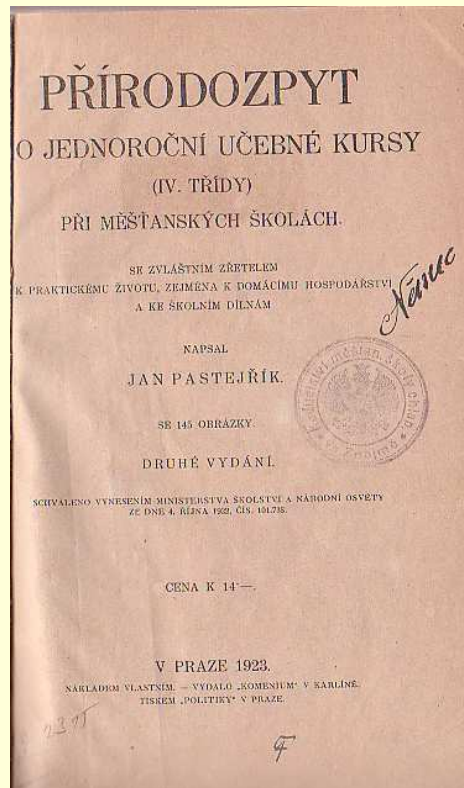 PŘÍRODOZPYT
O JEDNOROČNÍ UČEBNÉ KURSY
(IV. TŘÍDY)
PŘI MĚŠŤANSKÝCH ŠKOLÁCH.
SE ZVLÁŠTNÍM ZŘETELEM
K PRAKTICKÉMU ŽIVOTU, ZEJMÉNA K DOMÁCÍMU HOSPODÁŘSTVÍ
A KE ŠKOLNÍM DÍLNÁM
Němec
NAPSAL
JAN PASTEJŘÍK.
SE 145 OBRÁZKY.
DRUHÉ VYDÁNÍ.
SCHVÁLENO VYNESENÍM MINISTERSTVA ŠKOLSTVÍ A NÁRODNÍ OSVĚTY
ZE DNE 4. ŘÍJNA 1922, ČÍS. 101.738.
CENA K 14·—.
V PRAZE 1923.
NÁKLADEM VLASTNÍM. — VYDALO „KOMENIUM“ V KARLÍNĚ.
TISKEM „POLITIKY“ V PRAZE.